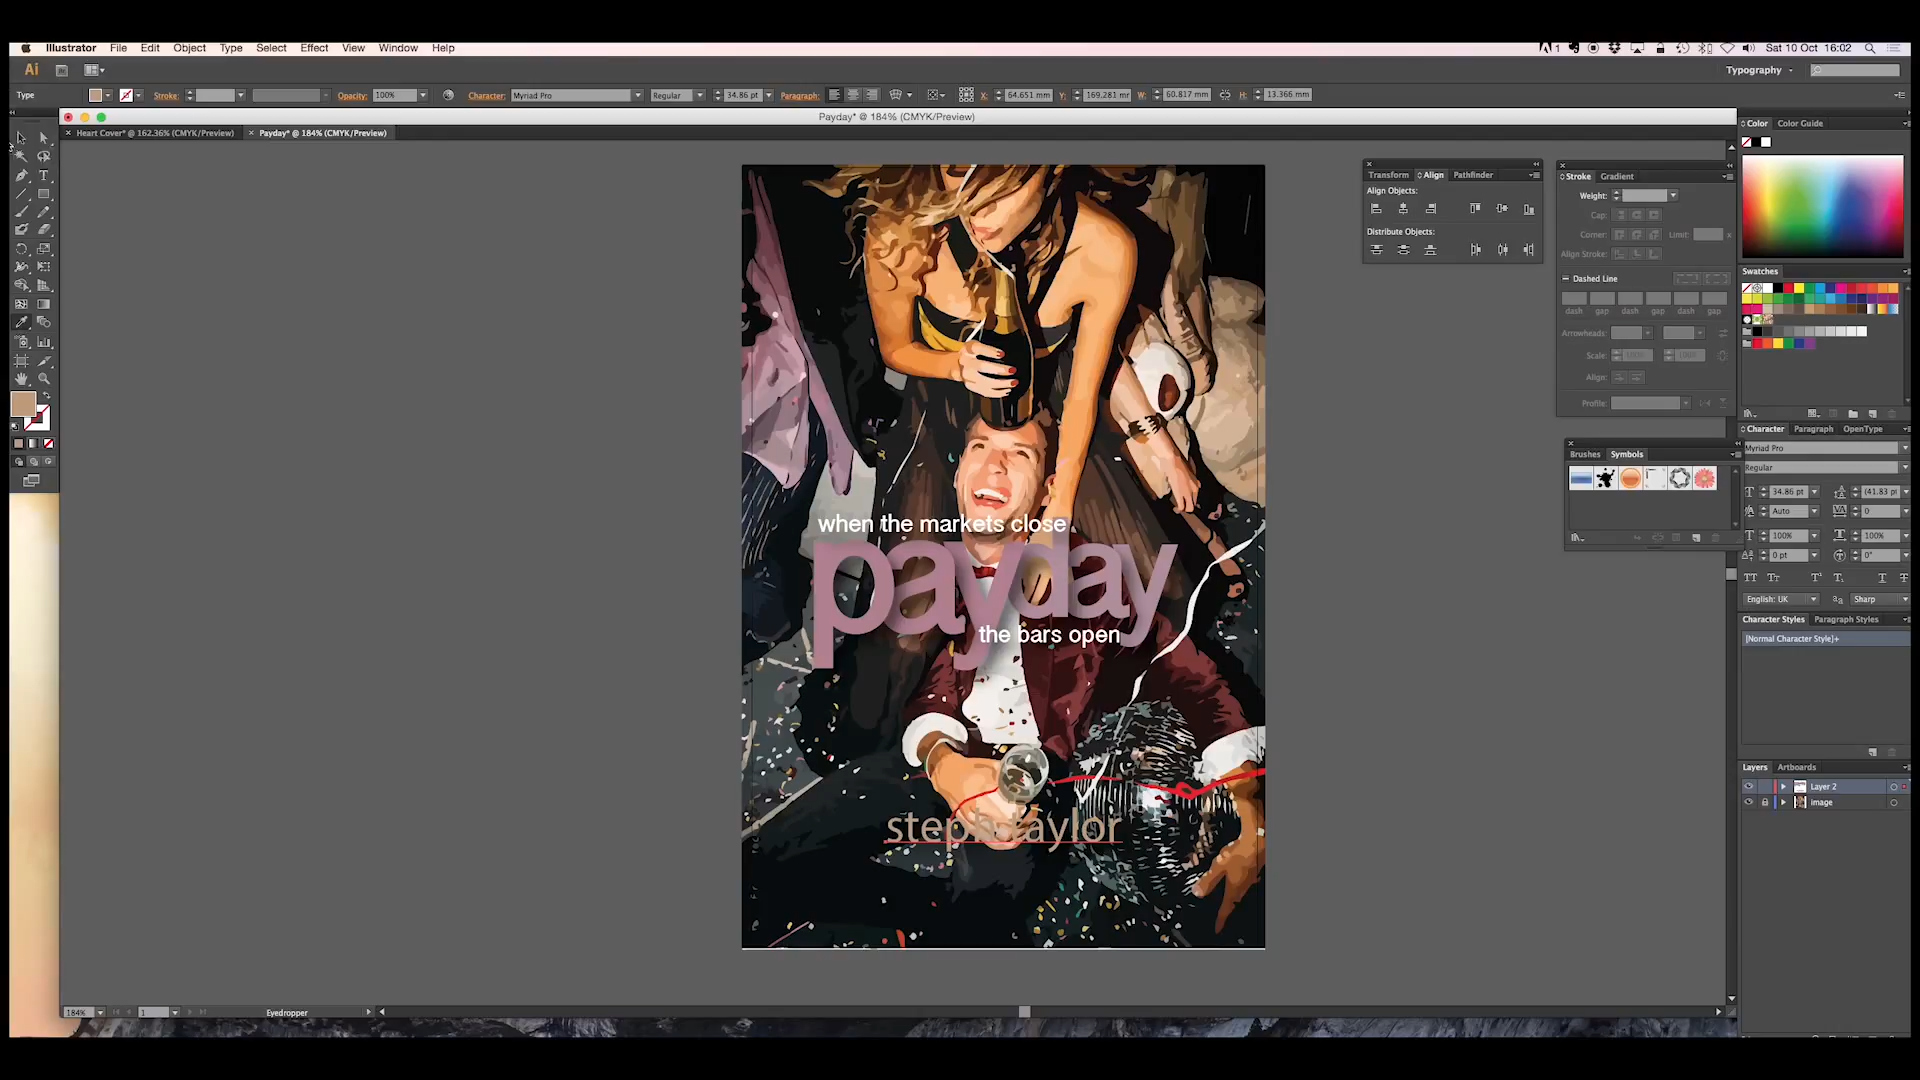 Illustrator File Edit Object Type Select Effect View Window Help
1 Sat 10 Oct 16:02
Ai Br Typography
Type Stroke: Opacity: 100% Character: Myriad Pro Regular 34.86 pt Paragraph: X: 64.651 mm Y: 169.281 mr W: 60.817 mm H: 13.366 mm
Payday* @ 184% (CMYK/Preview)
Heart Cover* @ 162.36% (CMYK/Preview) Payday* @ 184% (CMYK/Preview)
Color Color Guide
Transform Align Pathfinder
Align Objects:
Distribute Objects:
Stroke Gradient
Weight:
Cap:
Corner: Limit: x
Align Stroke:
Dashed Line
dash gap dash gap dash gap
Arrowheads:
Scale: 100% 100%
Align:
Profile:
Swatches
Brushes Symbols
Character Paragraph OpenType
Myriad Pro
Regular
34.86 pt (41.83 pt
Auto 0
100% 100%
0 pt 0°
English: UK Sharp
Character Styles Paragraph Styles
[Normal Character Style]+
Layers Artboards
Layer 2
image
when the markets close
payday
the bars open
steph taylor
184% 1 Eyedropper